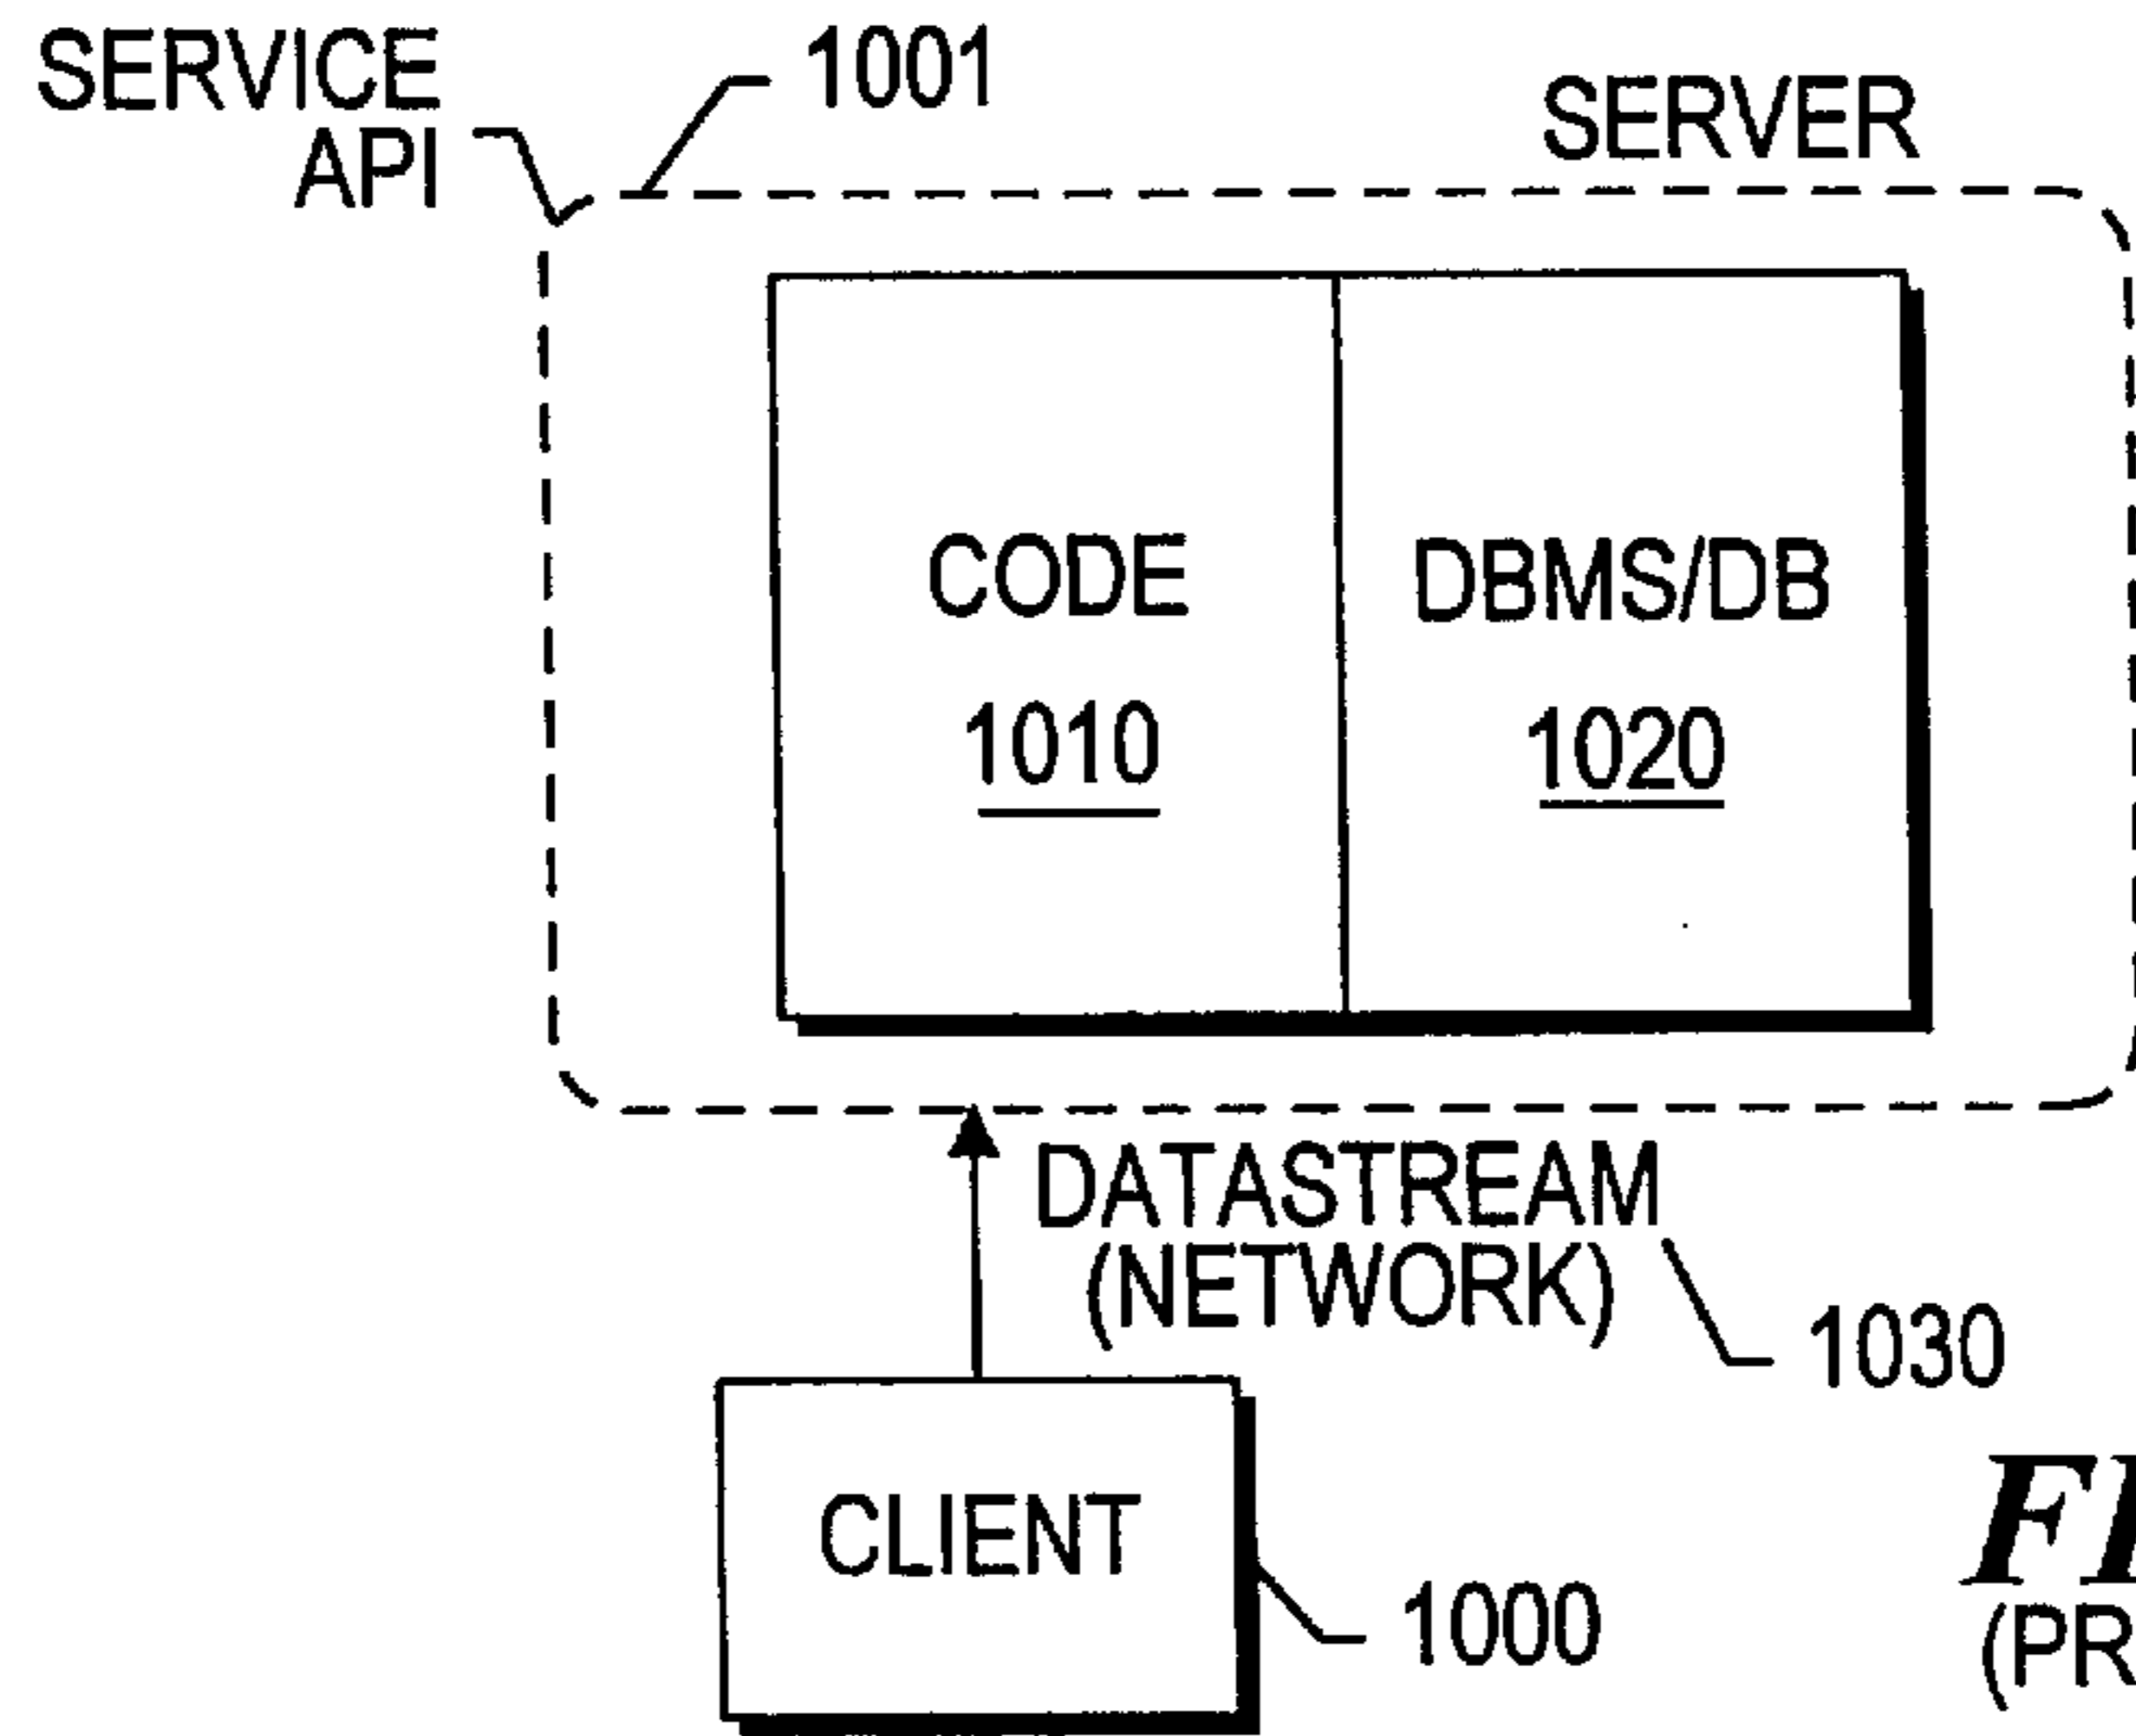 SERVICE
API
1001
SERVER
CODE
1010
DBMS/DB
1020
DATASTREAM
(NETWORK)
1030
CLIENT
1000